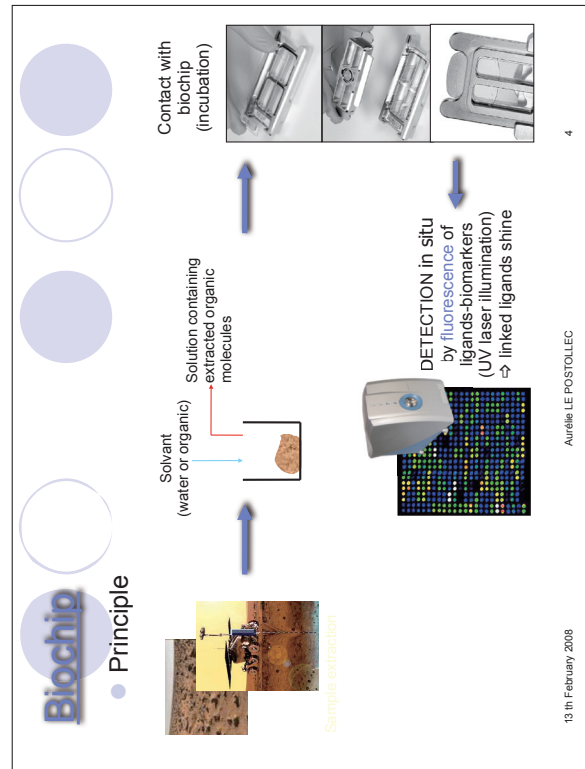 Biochip
Principle
Sample extraction
Solvant
(water or organic)
Solution containing
extracted organic
molecules
Contact with
biochip
(incubation)
DETECTION in situ
by fluorescence of
ligands-biomarkers
(UV laser illumination)
⇨ linked ligands shine
13 th February 2008
Aurélie LE POSTOLLEC
4